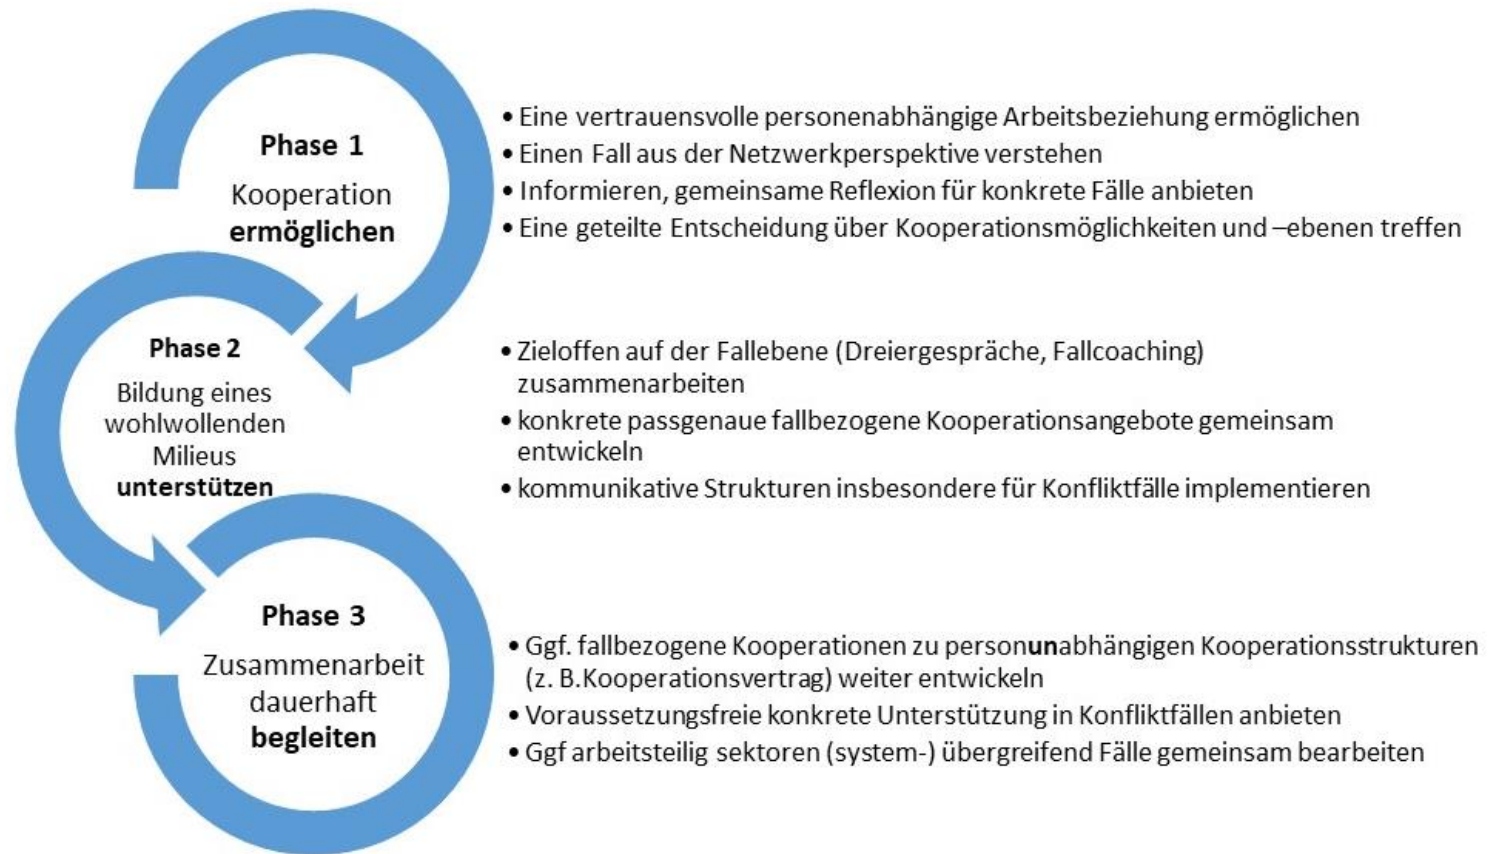 Phase 1
Kooperation
ermöglichen
• Eine vertrauensvolle personenabhängige Arbeitsbeziehung ermöglichen
• Einen Fall aus der Netzwerkperspektive verstehen
• Informieren, gemeinsame Reflexion für konkrete Fälle anbieten
• Eine geteilte Entscheidung über Kooperationsmöglichkeiten und –ebenen treffen
Phase 2
Bildung eines
wohlwollenden
Milieus
unterstützen
• Zieloffen auf der Fallebene (Dreiergespräche, Fallcoaching)
zusammenarbeiten
• konkrete passgenaue fallbezogene Kooperationsangebote gemeinsam
entwickeln
• kommunikative Strukturen insbesondere für Konfliktfälle implementieren
Phase 3
Zusammenarbeit
dauerhaft
begleiten
• Ggf. fallbezogene Kooperationen zu personunabhängigen Kooperationsstrukturen
(z. B.Kooperationsvertrag) weiter entwickeln
• Voraussetzungsfreie konkrete Unterstützung in Konfliktfällen anbieten
• Ggf arbeitsteilig sektoren (system-) übergreifend Fälle gemeinsam bearbeiten